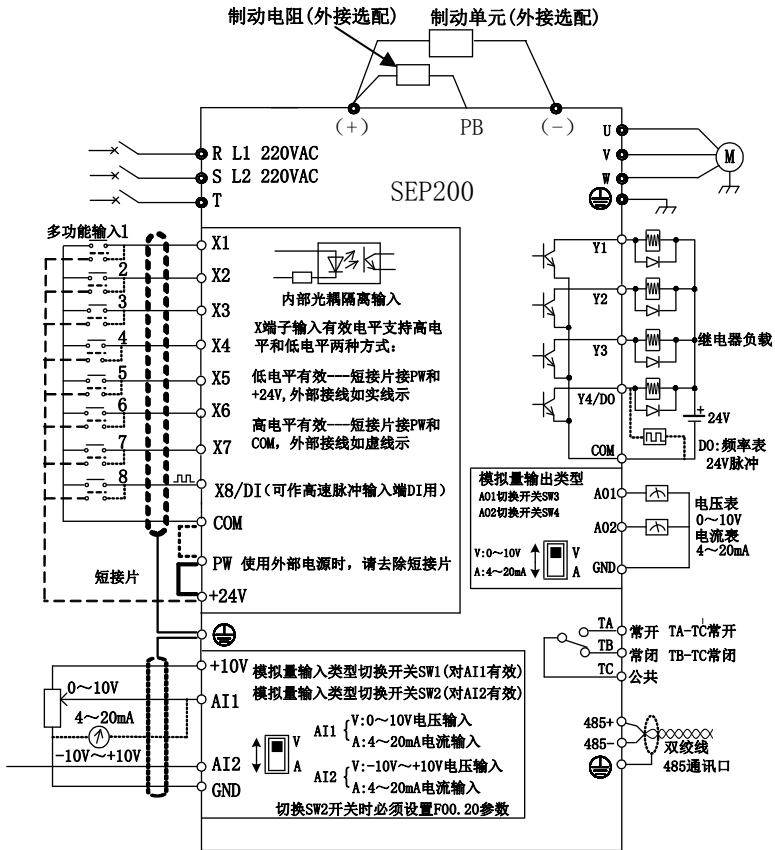 制动电阻(外接选配)
制动单元(外接选配)
(+)
PB
(-)
R L1 220VAC
S L2 220VAC
T
SEP200
U
V
W
M
多功能输入1
2
3
4
5
6
7
8
X1
X2
X3
X4
X5
X6
X7
X8/DI(可作高速脉冲输入端DI用)
COM
PW 使用外部电源时，请去除短接片
+24V
短接片
内部光耦隔离输入
X端子输入有效电平支持高电
平和低电平两种方式:
低电平有效---短接片接PW和
+24V,外部接线如实线示
高电平有效---短接片接PW和
COM，外部接线如虚线示
Y1
Y2
Y3
Y4/DO
COM
继电器负载
+
24V
DO:频率表
24V脉冲
模拟量输出类型
AO1切换开关SW3
AO2切换开关SW4
V:0～10V
A:4～20mA
V
A
AO1
AO2
GND
电压表
0～10V
电流表
4～20mA
TA
TB
TC
常开 TA-TC常开
常闭 TB-TC常闭
公共
485+
485-
双绞线
485通讯口
+10V
AI1
AI2
GND
0～10V
4～20mA
-10V～+10V
模拟量输入类型切换开关SW1(对AI1有效)
模拟量输入类型切换开关SW2(对AI2有效)
V
A
AI1 { V:0～10V电压输入
A:4～20mA电流输入
AI2 { V:-10V～+10V电压输入
A:4～20mA电流输入
切换SW2开关时必须设置F00.20参数